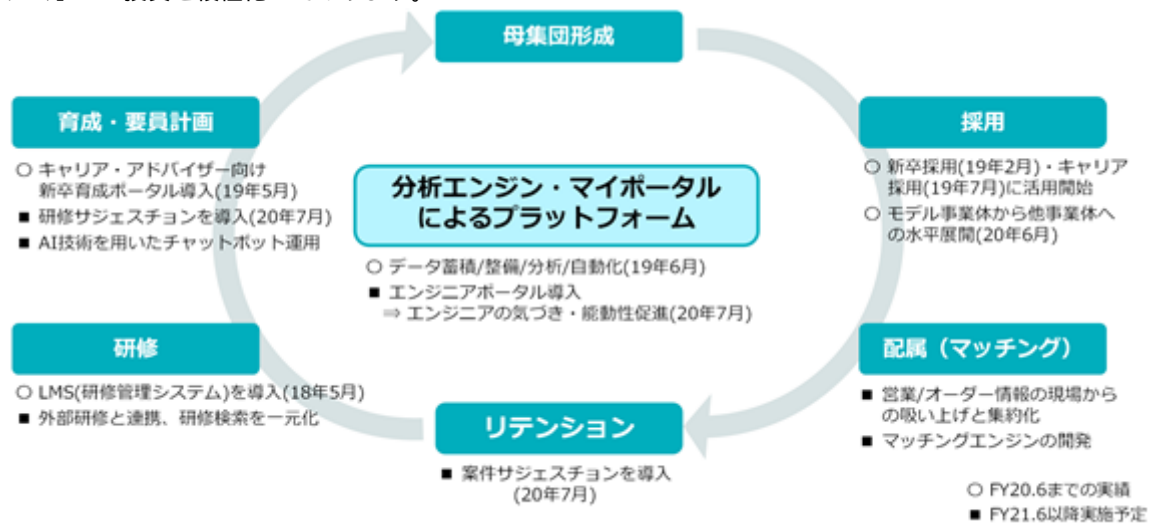 母集団形成
育成・要員計画
○ キャリア・アドバイザー向け
新卒育成ポータル導入(19年5月)
■ 研修サジェスチョンを導入(20年7月)
■ AI技術を用いたチャットボット運用
採用
○ 新卒採用(19年2月)・キャリア
採用(19年7月)に活用開始
○ モデル事業休から他事業休へ
の水平展開(20年6月)
分析エンジン・マイポータル
によるプラットフォーム
○ データ蓄積/整備/分析/自動化(19年6月)
■ エンジニアポータル導入
⇒ エンジニアの気づき・能動性促進(20年7月)
研修
○ LMS(研修管理システム)を導入(18年5月)
■ 外部研修と連携、研修検索を一元化
配属（マッチング）
■ 営業/オーダー情報の現場から
の吸い上げと集約化
■ マッチングエンジンの開発
リテンション
■ 案件サジェスチョンを導入
(20年7月)
○ FY20.6までの実績
■ FY21.6以降実施予定